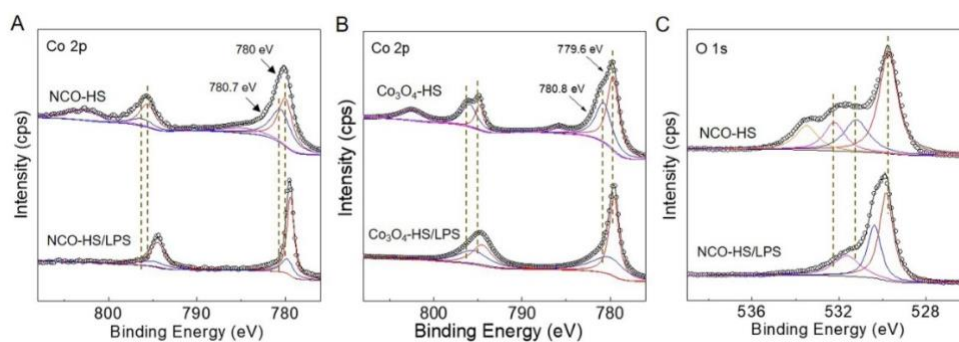 A
Co 2p
780 eV
NCO-HS
780.7 eV
NCO-HS/LPS
Intensity (cps)
800
790
780
Binding Energy (eV)
B
Co 2p
779.6 eV
Co₃O₄-HS
780.8 eV
Co₃O₄-HS/LPS
Intensity (cps)
800
790
780
Binding Energy (eV)
C
O 1s
NCO-HS
NCO-HS/LPS
Intensity (cps)
536
532
528
Binding Energy (eV)